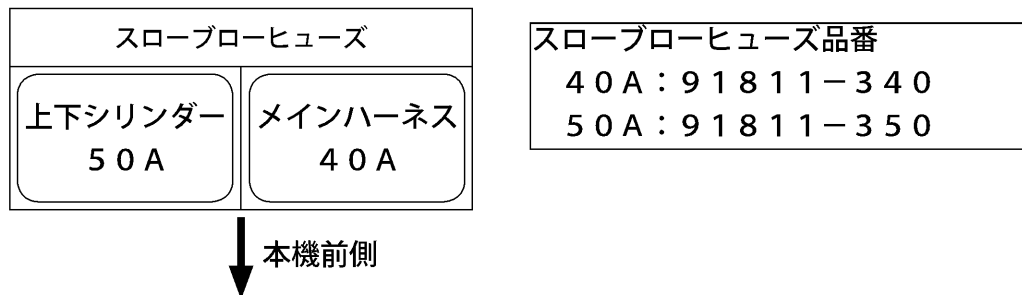 スローブローヒューズ
上下シリンダー
５０Ａ
メインハーネス
４０Ａ
本機前側
スローブローヒューズ品番
４０Ａ：９１８１１－３４０
５０Ａ：９１８１１－３５０